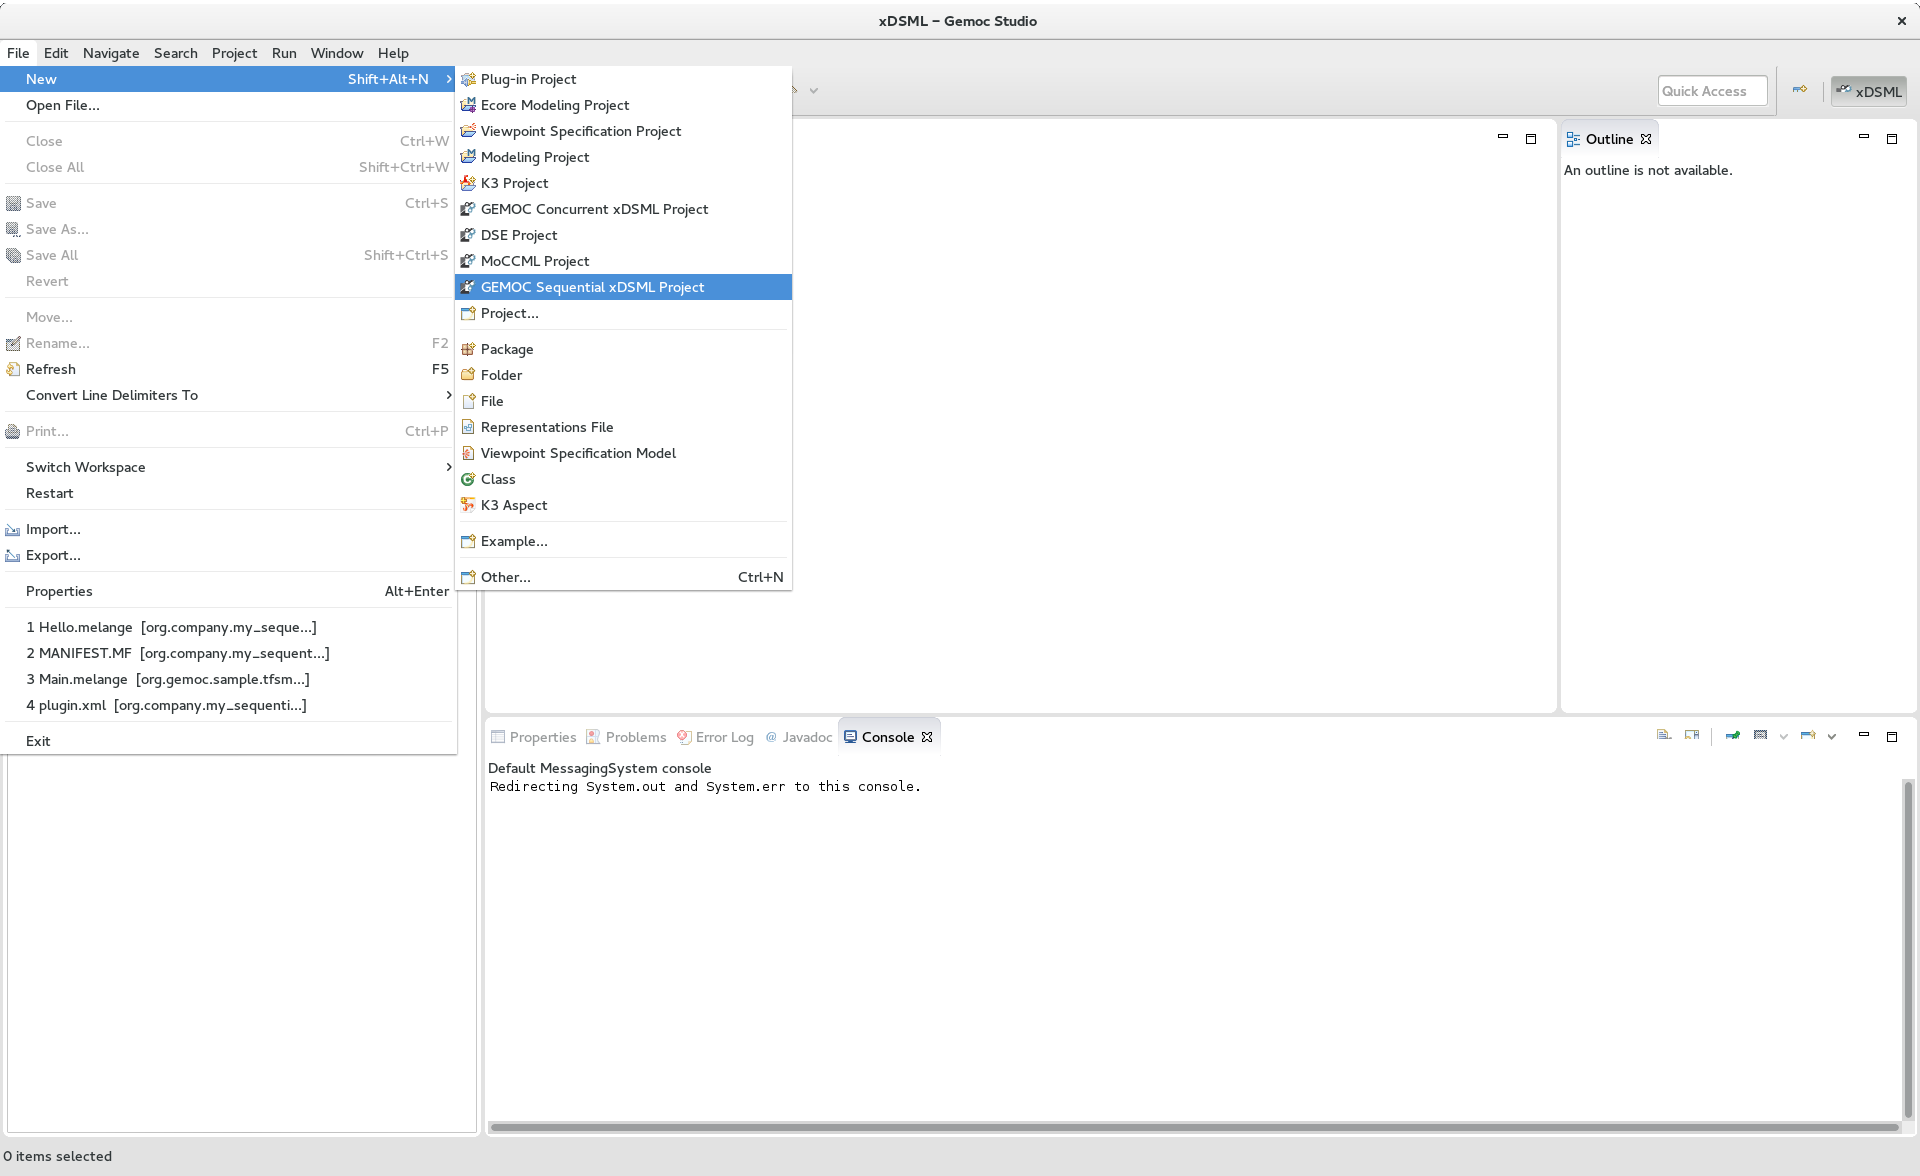 xDSML – Gemoc Studio
File Edit Navigate Search Project Run Window Help
New Shift+Alt+N
Open File...
Close Ctrl+W
Close All Shift+Ctrl+W
Save Ctrl+S
Save As...
Save All Shift+Ctrl+S
Revert
Move...
Rename... F2
Refresh F5
Convert Line Delimiters To
Print... Ctrl+P
Switch Workspace
Restart
Import...
Export...
Properties Alt+Enter
1 Hello.melange [org.company.my_seque...]
2 MANIFEST.MF [org.company.my_sequent...]
3 Main.melange [org.gemoc.sample.tfsm...]
4 plugin.xml [org.company.my_sequenti...]
Exit
Plug-in Project
Ecore Modeling Project
Viewpoint Specification Project
Modeling Project
K3 Project
GEMOC Concurrent xDSML Project
DSE Project
MoCCML Project
GEMOC Sequential xDSML Project
Project...
Package
Folder
File
Representations File
Viewpoint Specification Model
Class
K3 Aspect
Example...
Other... Ctrl+N
Quick Access
xDSML
Outline
An outline is not available.
Properties Problems Error Log @ Javadoc Console
Default MessagingSystem console
Redirecting System.out and System.err to this console.
0 items selected